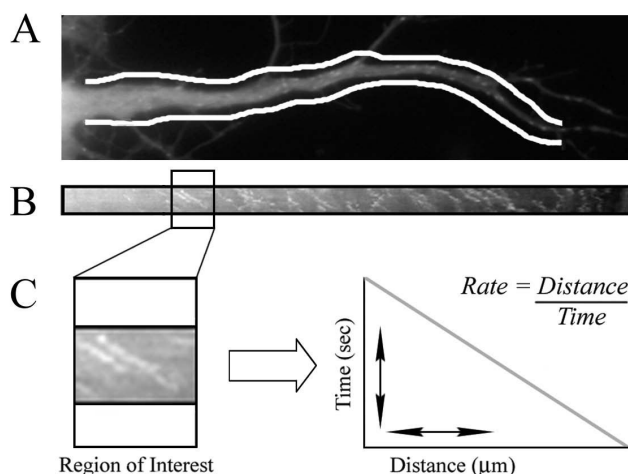 A
B
C
Rate = Distance
Time
Time (sec)
Region of Interest
Distance (μm)